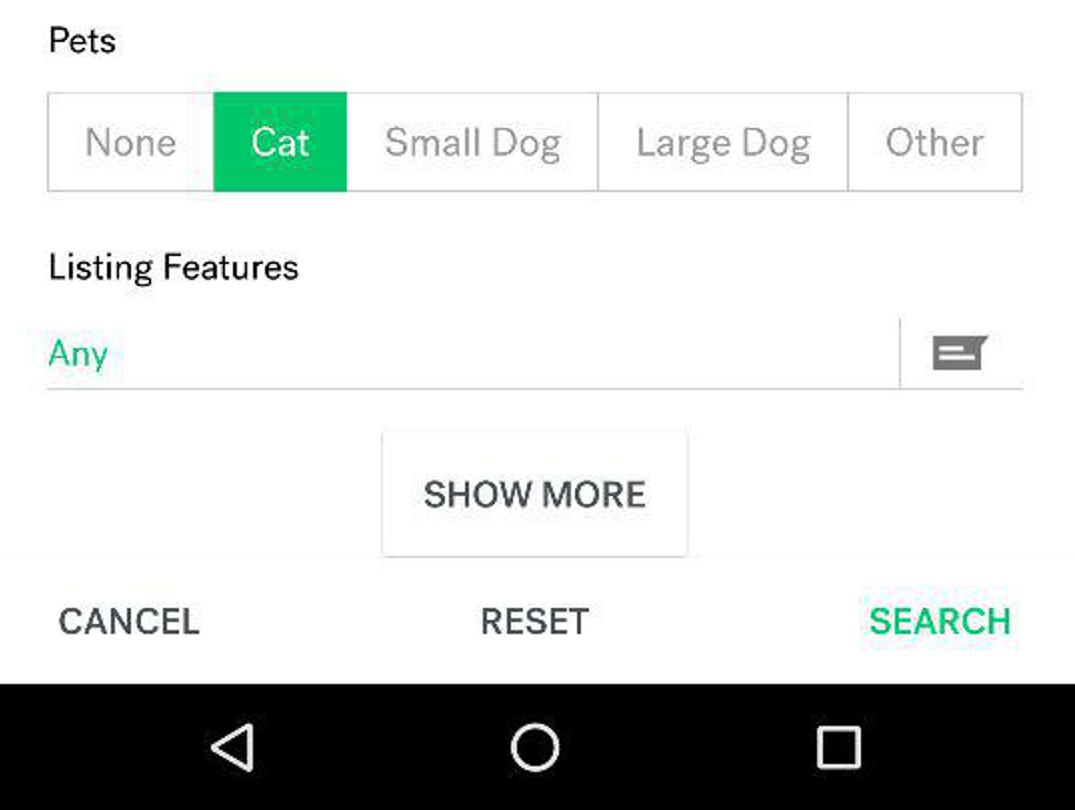 Pets
None Cat Small Dog Large Dog Other
Listing Features
Any
SHOW MORE
CANCEL RESET SEARCH